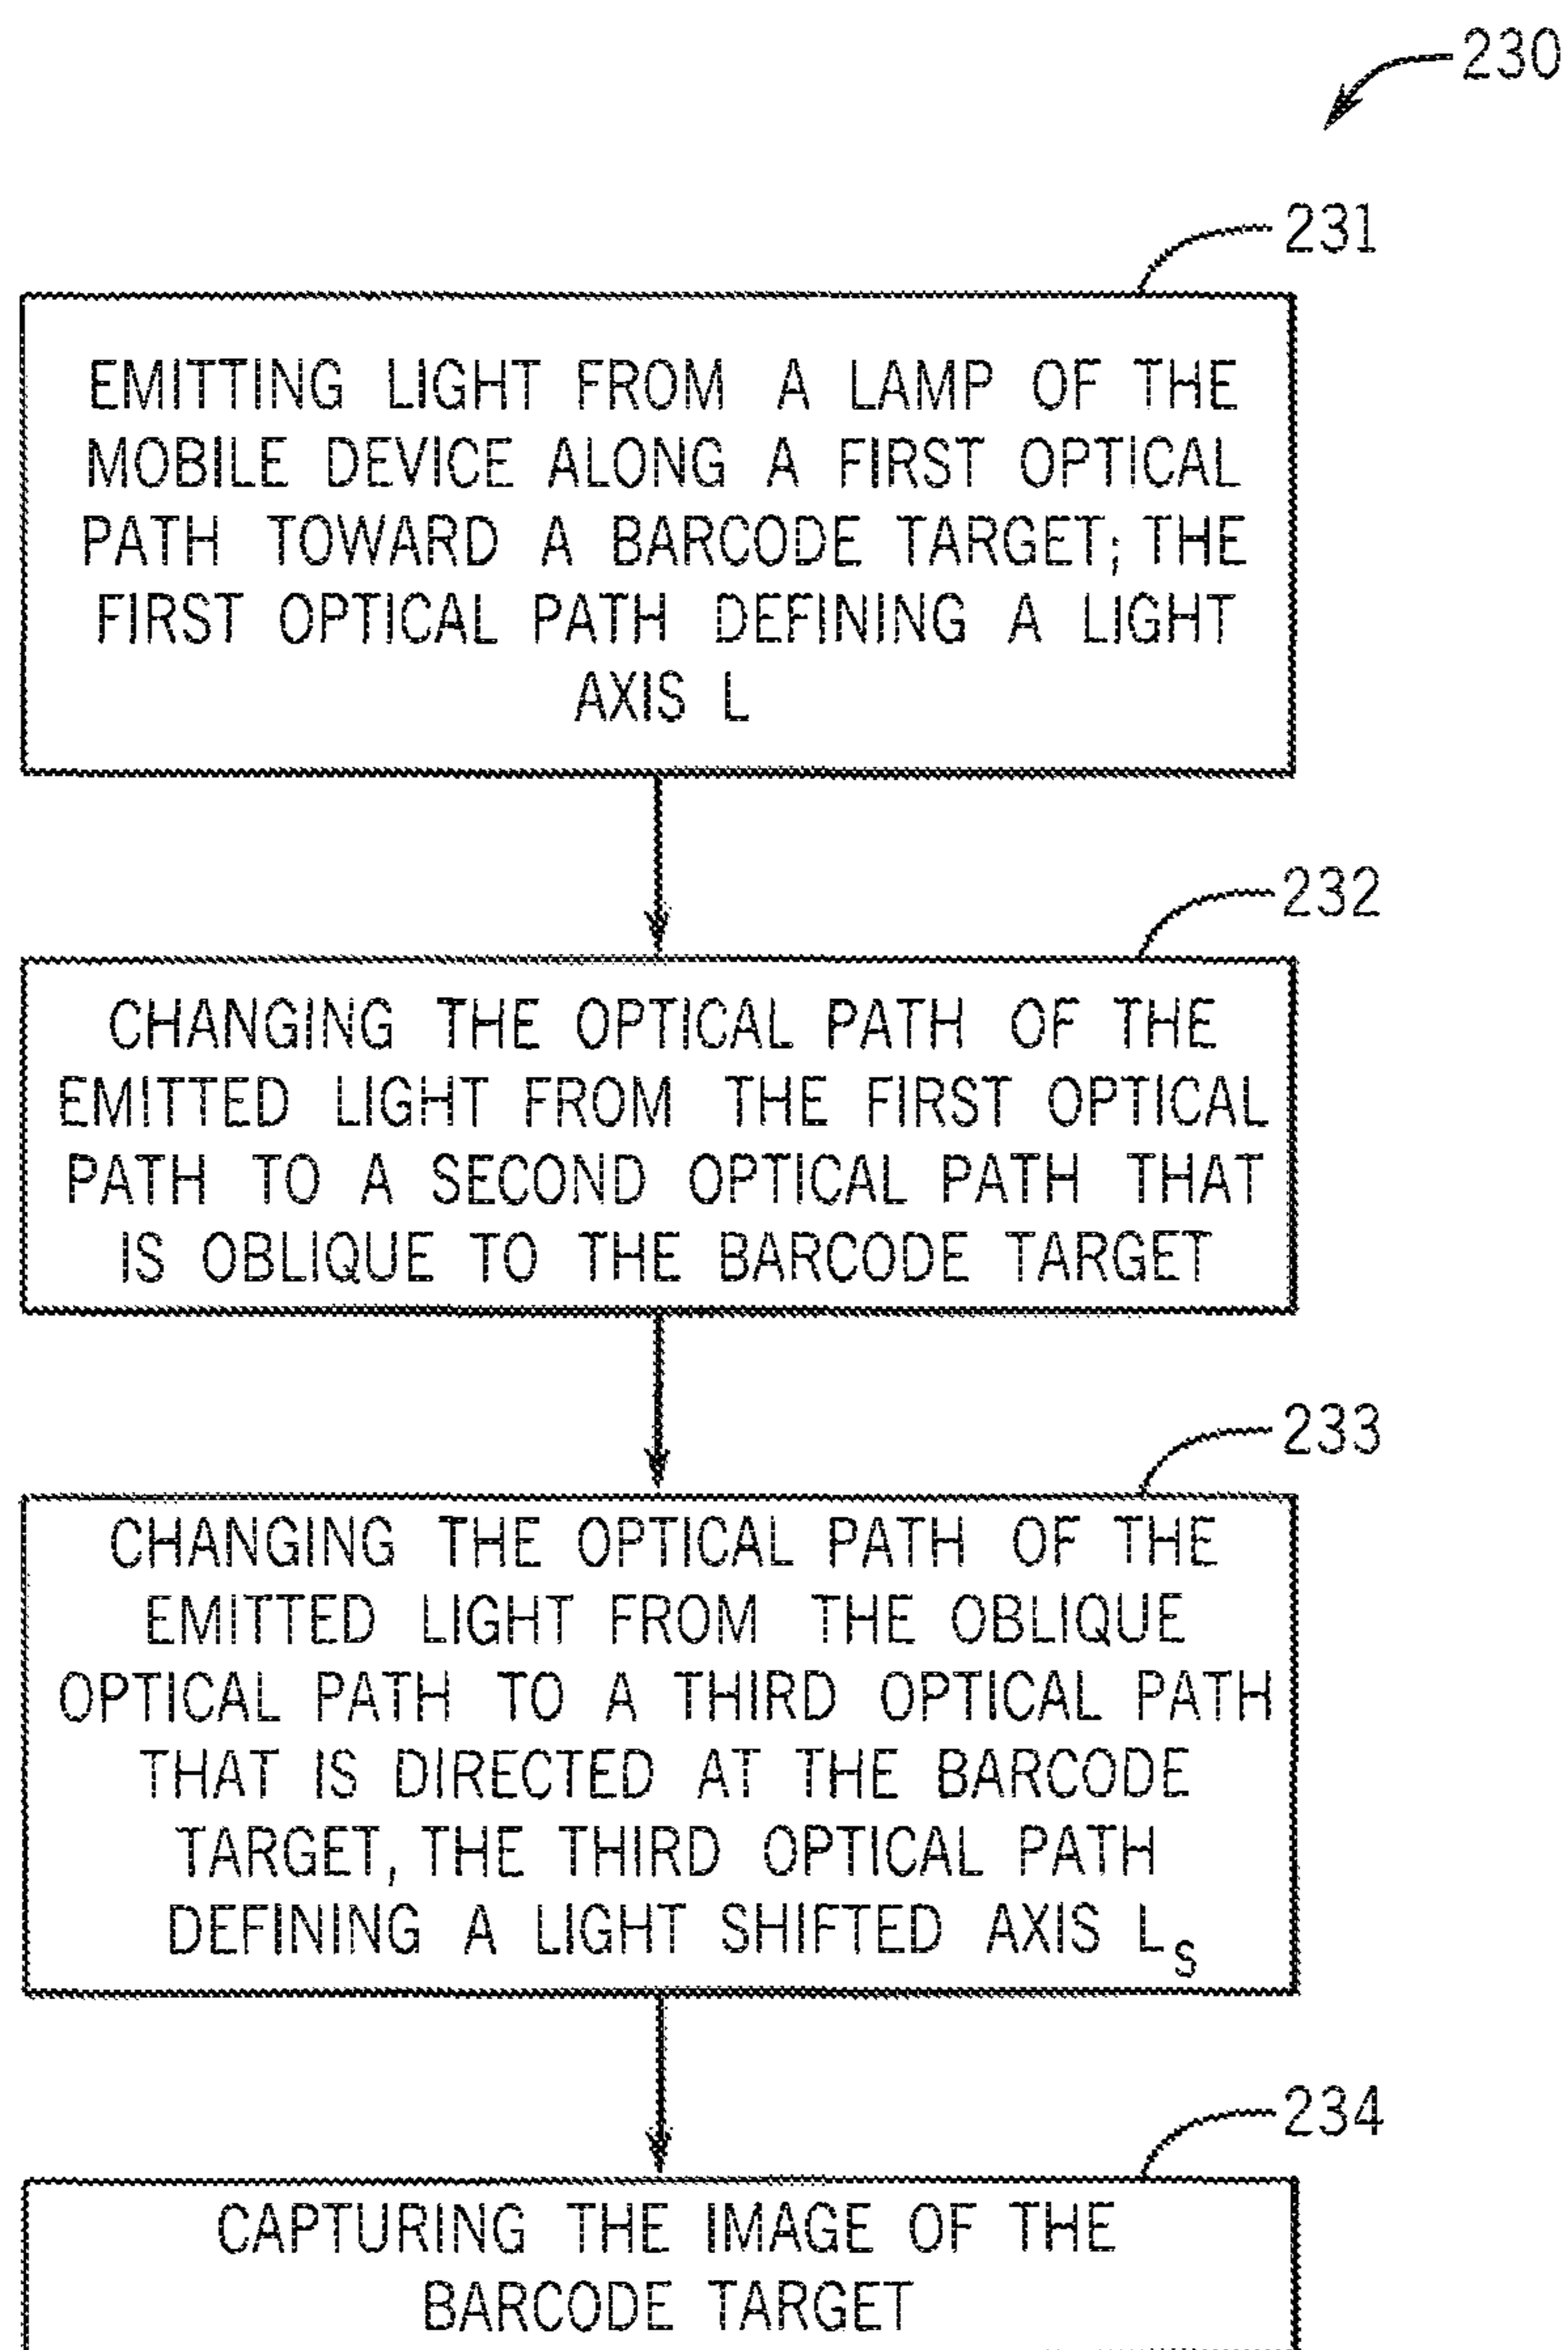 230
231
EMITTING LIGHT FROM A LAMP OF THE
MOBILE DEVICE ALONG A FIRST OPTICAL
PATH TOWARD A BARCODE TARGET; THE
FIRST OPTICAL PATH DEFINING A LIGHT
AXIS L
232
CHANGING THE OPTICAL PATH OF THE
EMITTED LIGHT FROM THE FIRST OPTICAL
PATH TO A SECOND OPTICAL PATH THAT
IS OBLIQUE TO THE BARCODE TARGET
233
CHANGING THE OPTICAL PATH OF THE
EMITTED LIGHT FROM THE OBLIQUE
OPTICAL PATH TO A THIRD OPTICAL PATH
THAT IS DIRECTED AT THE BARCODE
TARGET, THE THIRD OPTICAL PATH
DEFINING A LIGHT SHIFTED AXIS L<sub>S</sub>
234
CAPTURING THE IMAGE OF THE
BARCODE TARGET